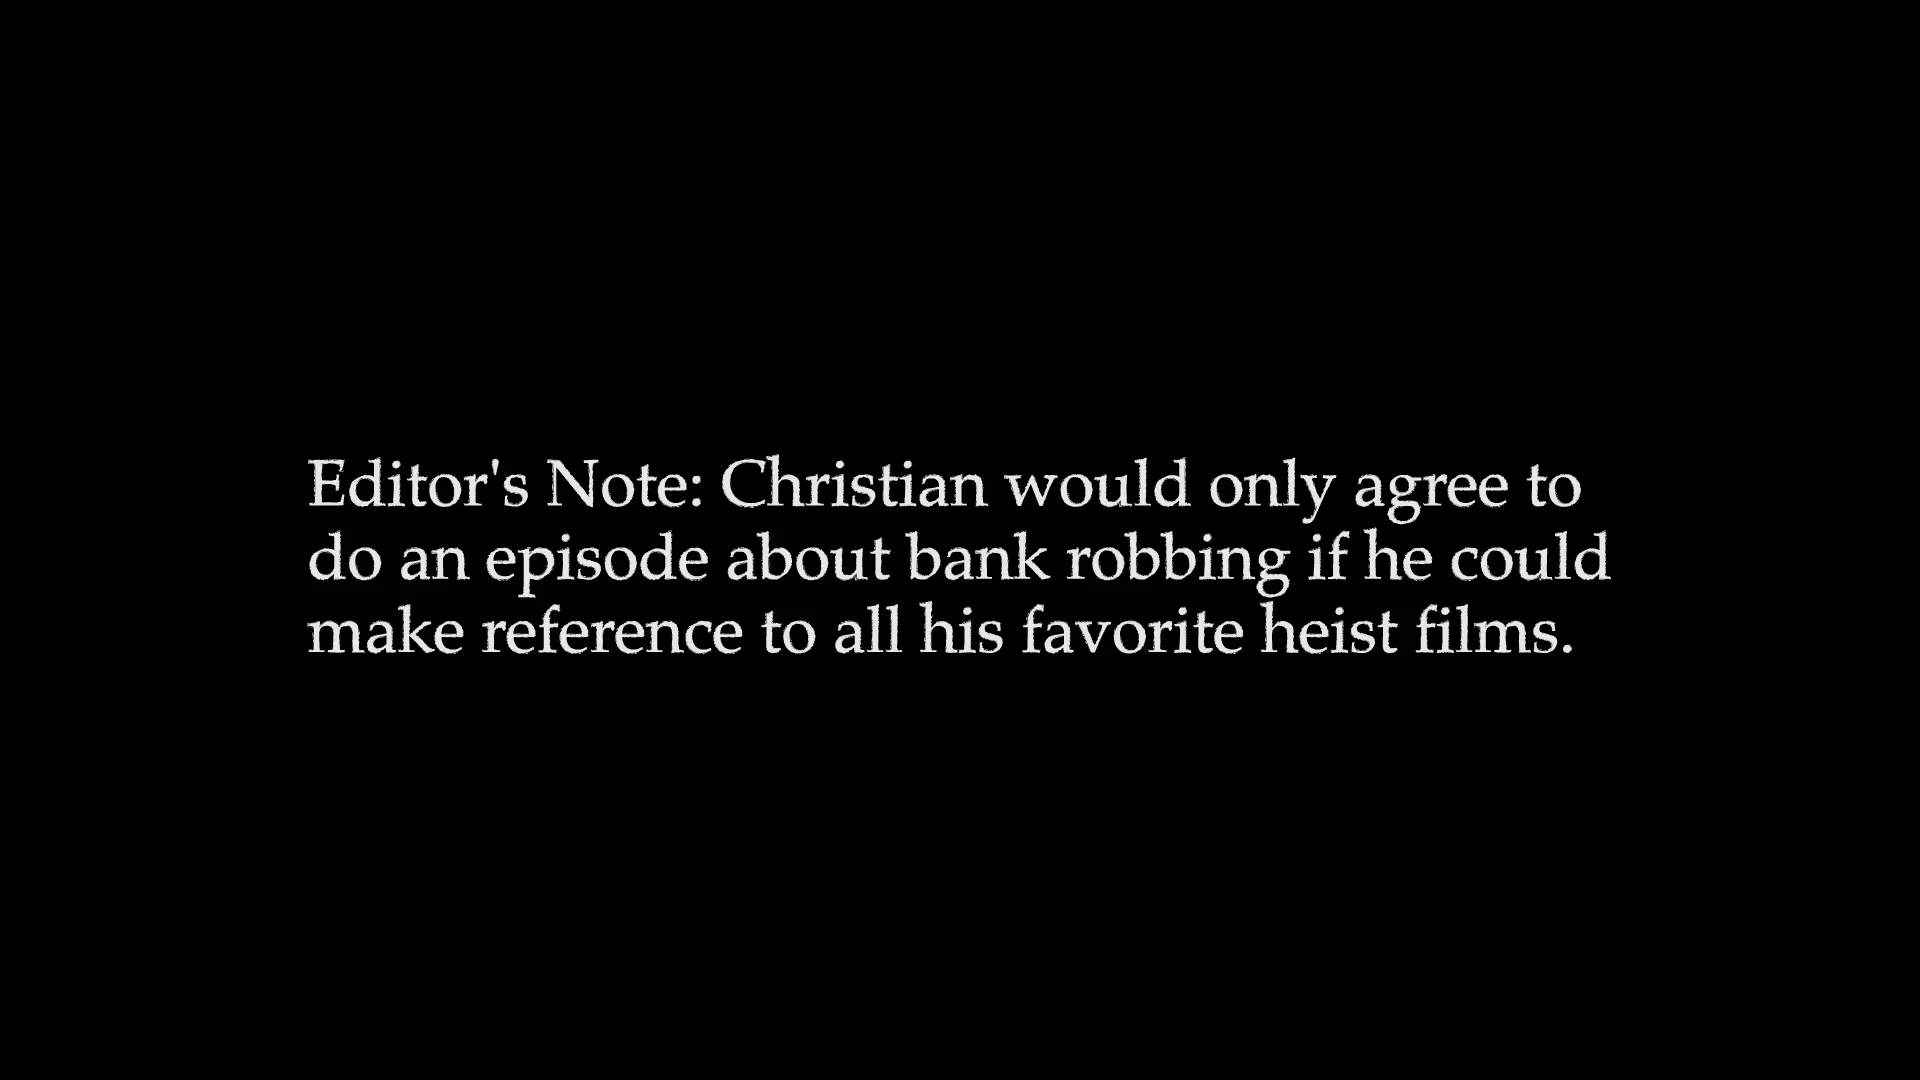 Editor's Note: Christian would only agree to
do an episode about bank robbing if he could
make reference to all his favorite heist films.